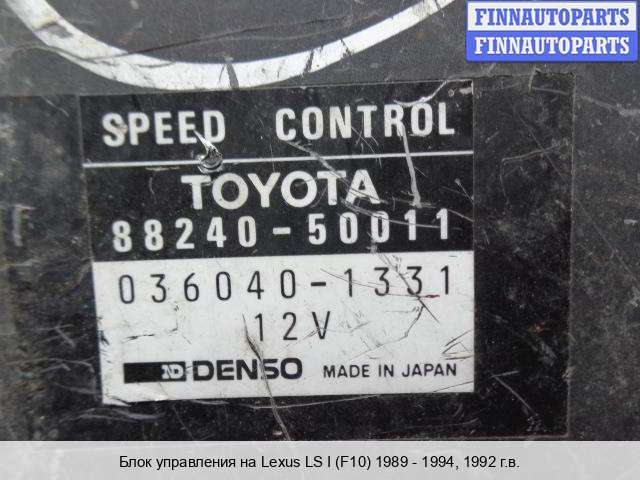 FINNAUTOPARTS
FINNAUTOPARTS
SPEED CONTROL
TOYOTA
88240-50011
036040-1331
12V
ND DENSO MADE IN JAPAN
Блок управления на Lexus LS I (F10) 1989 - 1994, 1992 г.в.